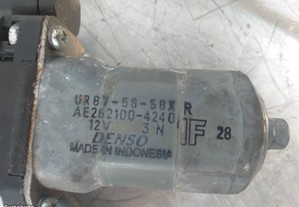 UR87-58-58X R
AE262100-4240
12V 3 N
DENSO
MADE IN INDONESIA
28